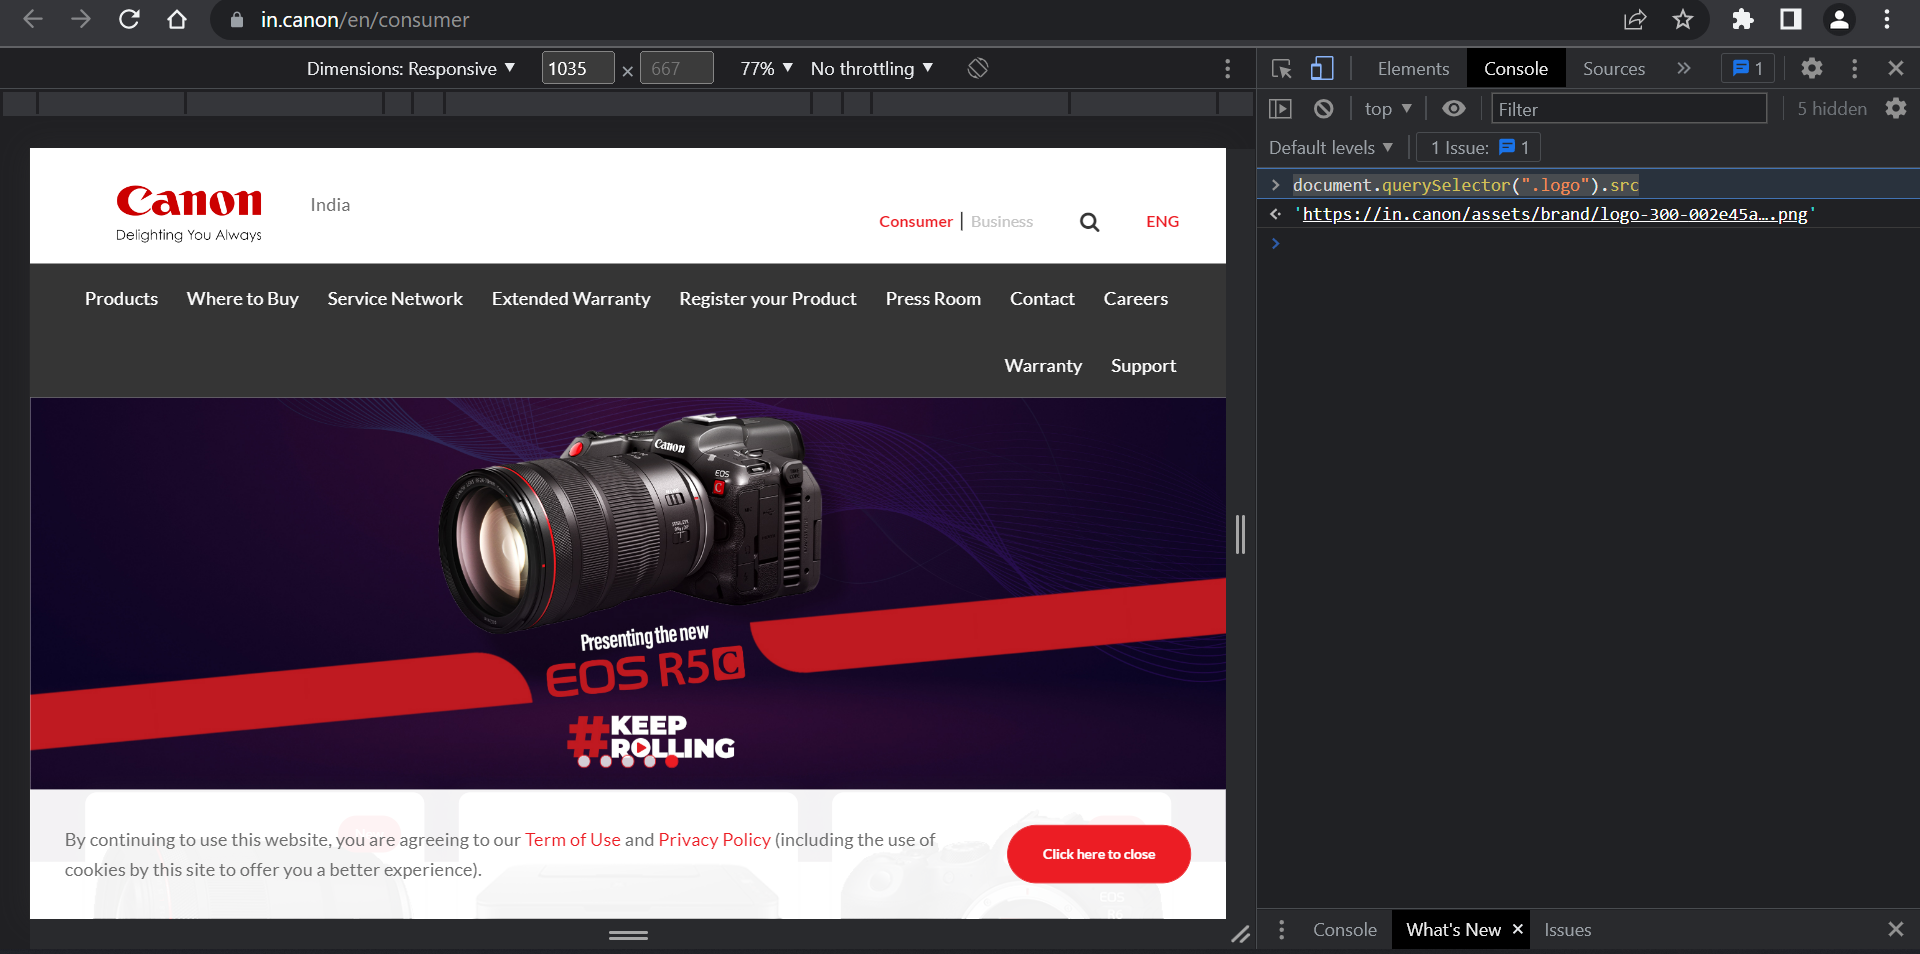 in.canon/en/consumer
Dimensions: Responsive 1035 × 667 77% No throttling
Elements Console Sources » 1
top Filter 5 hidden
Default levels 1 Issue: 1
document.querySelector(".logo").src
'https://in.canon/assets/brand/logo-300-002e45a….png'
Canon India
Delighting You Always
Consumer | Business ENG
Products Where to Buy Service Network Extended Warranty Register your Product Press Room Contact Careers
Warranty Support
Canon
EOS
C
Presenting the new
EOS R5 C
#KEEP
ROLLING
By continuing to use this website, you are agreeing to our Term of Use and Privacy Policy (including the use of
cookies by this site to offer you a better experience).
Click here to close
EOS
R6
Console What's New × Issues